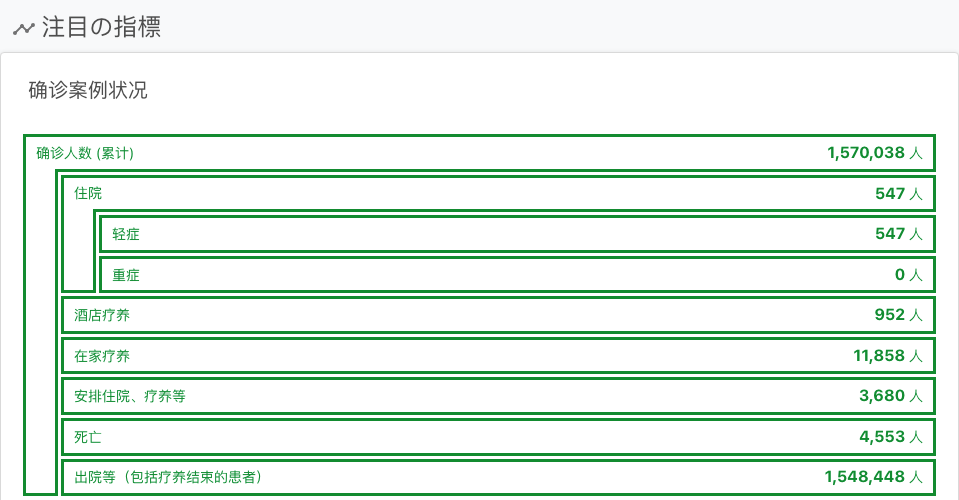 注目の指標
确诊案例状况
确诊人数 (累计) 1,570,038 人
住院 547 人
轻症 547 人
重症 0 人
酒店疗养 952 人
在家疗养 11,858 人
安排住院、疗养等 3,680 人
死亡 4,553 人
出院等（包括疗养结束的患者） 1,548,448 人